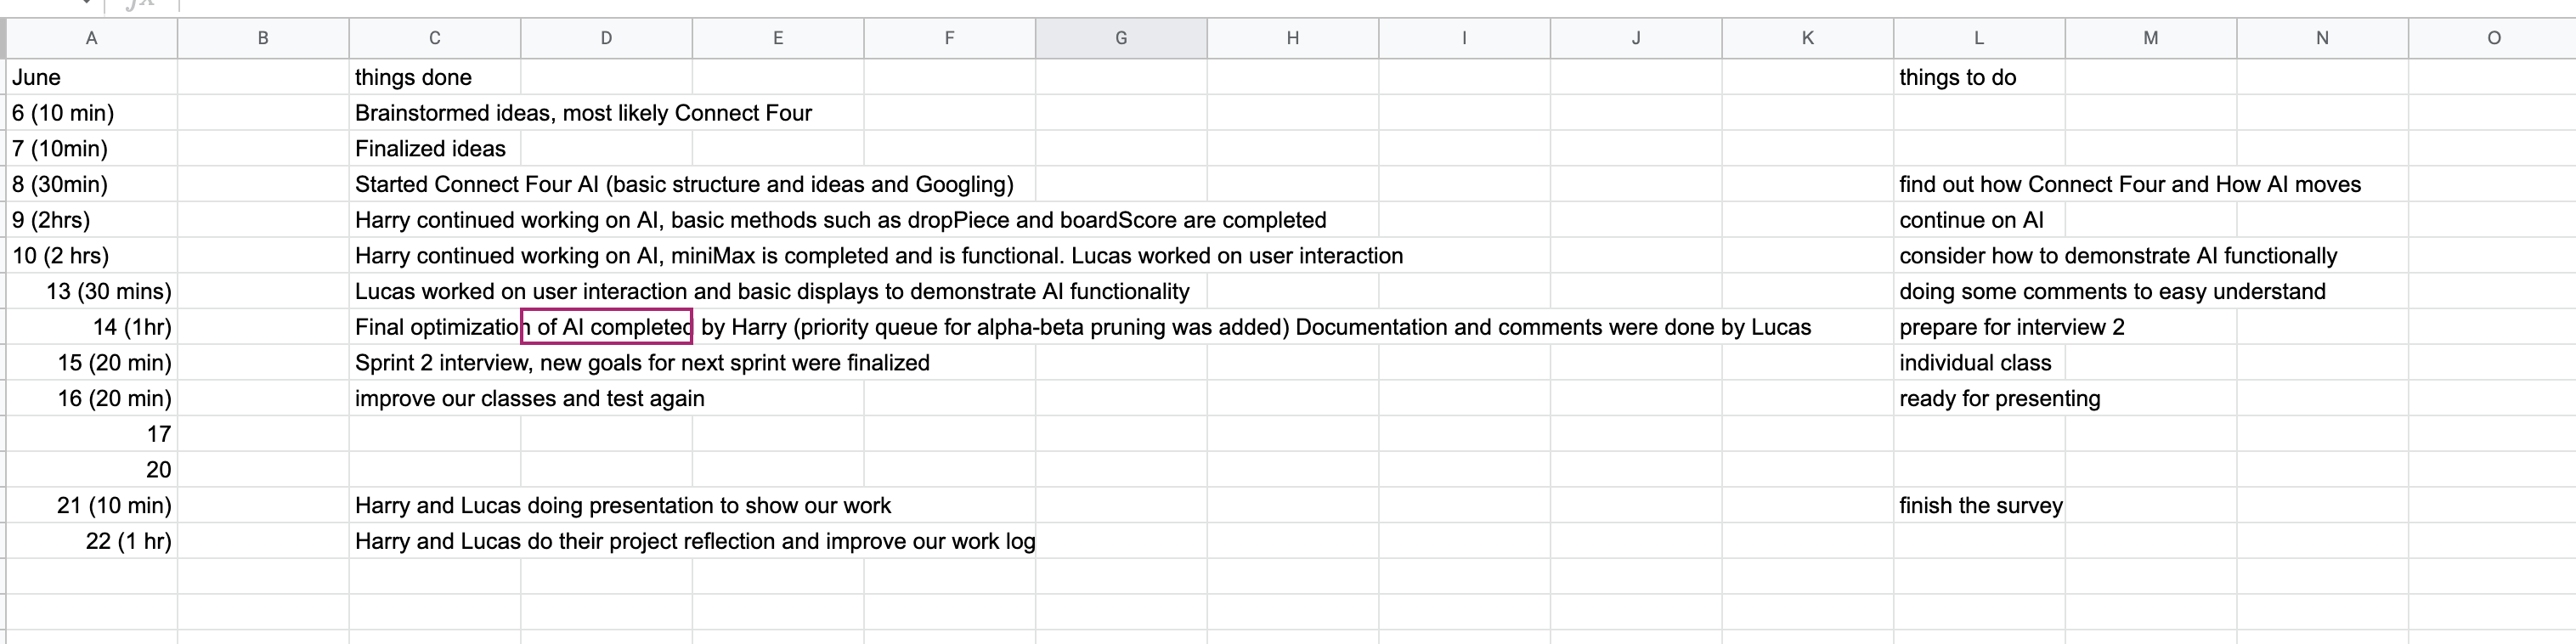 A B C D E F G H I J K L M N O
June things done things to do
6 (10 min) Brainstormed ideas, most likely Connect Four
7 (10min) Finalized ideas
8 (30min) Started Connect Four AI (basic structure and ideas and Googling) find out how Connect Four and How AI moves
9 (2hrs) Harry continued working on AI, basic methods such as dropPiece and boardScore are completed continue on AI
10 (2 hrs) Harry continued working on AI, miniMax is completed and is functional. Lucas worked on user interaction consider how to demonstrate AI functionally
13 (30 mins) Lucas worked on user interaction and basic displays to demonstrate AI functionality doing some comments to easy understand
14 (1hr) Final optimization of AI completed by Harry (priority queue for alpha-beta pruning was added) Documentation and comments were done by Lucas prepare for interview 2
15 (20 min) Sprint 2 interview, new goals for next sprint were finalized individual class
16 (20 min) improve our classes and test again ready for presenting
17
20
21 (10 min) Harry and Lucas doing presentation to show our work finish the survey
22 (1 hr) Harry and Lucas do their project reflection and improve our work log